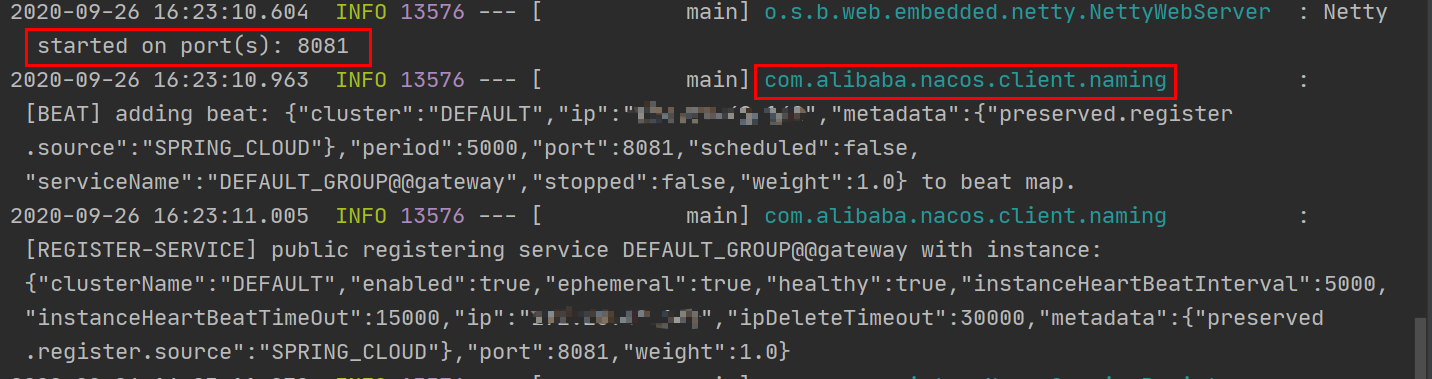 2020-09-26 16:23:10.604  INFO 13576 --- [           main] o.s.b.web.embedded.netty.NettyWebServer  : Netty
 started on port(s): 8081
2020-09-26 16:23:10.963  INFO 13576 --- [           main] com.alibaba.nacos.client.naming          :
 [BEAT] adding beat: {"cluster":"DEFAULT","ip":"","metadata":{"preserved.register
 .source":"SPRING_CLOUD"},"period":5000,"port":8081,"scheduled":false,
 "serviceName":"DEFAULT_GROUP@@gateway","stopped":false,"weight":1.0} to beat map.
2020-09-26 16:23:11.005  INFO 13576 --- [           main] com.alibaba.nacos.client.naming          :
 [REGISTER-SERVICE] public registering service DEFAULT_GROUP@@gateway with instance:
 {"clusterName":"DEFAULT","enabled":true,"ephemeral":true,"healthy":true,"instanceHeartBeatInterval":5000,
 "instanceHeartBeatTimeOut":15000,"ip":"","ipDeleteTimeout":30000,"metadata":{"preserved
 .register.source":"SPRING_CLOUD"},"port":8081,"weight":1.0}